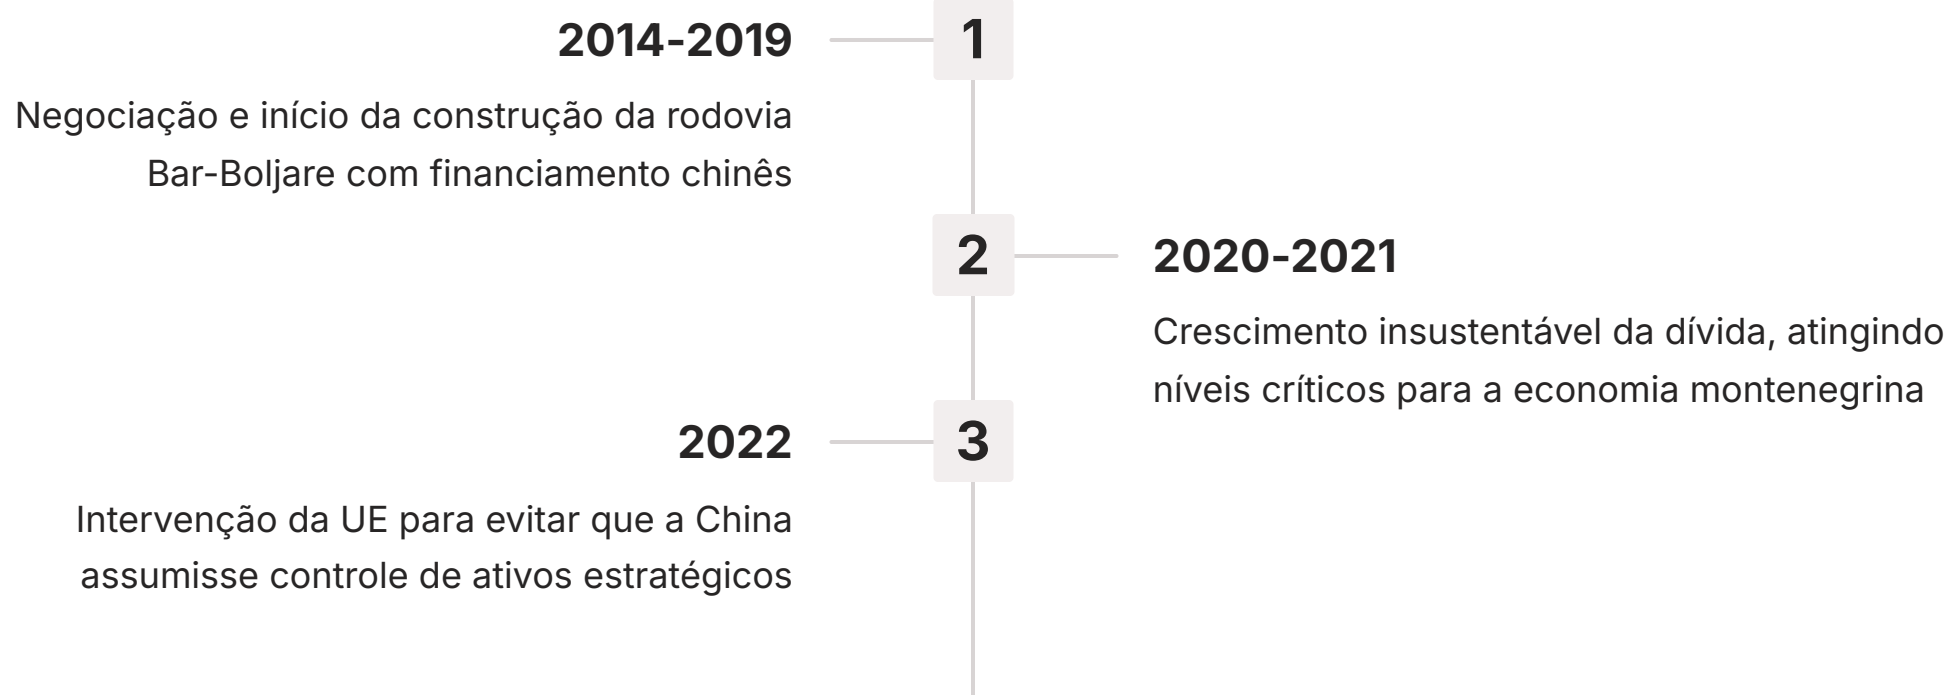 2014-2019
1
Negociação e início da construção da rodovia
Bar-Boljare com financiamento chinês
2
2020-2021
Crescimento insustentável da dívida, atingindo
níveis críticos para a economia montenegrina
2022
3
Intervenção da UE para evitar que a China
assumisse controle de ativos estratégicos